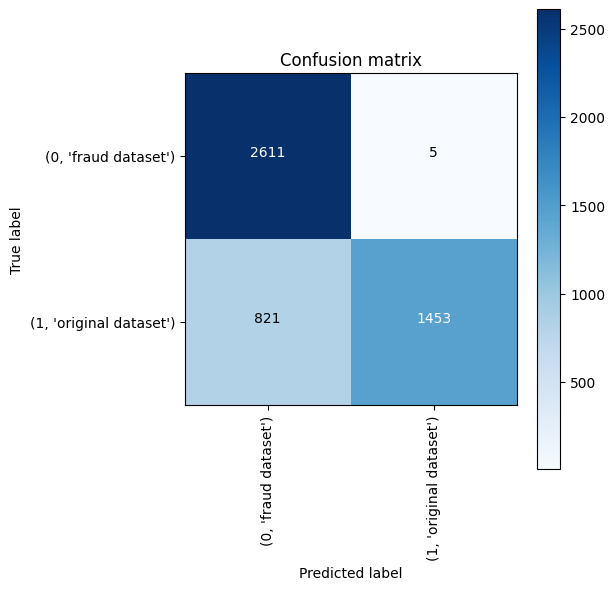 Confusion matrix
True label
(0, 'fraud dataset')
2611 5
(1, 'original dataset')
821 1453
(0, 'fraud dataset')
(1, 'original dataset')
Predicted label
2500
2000
1500
1000
500